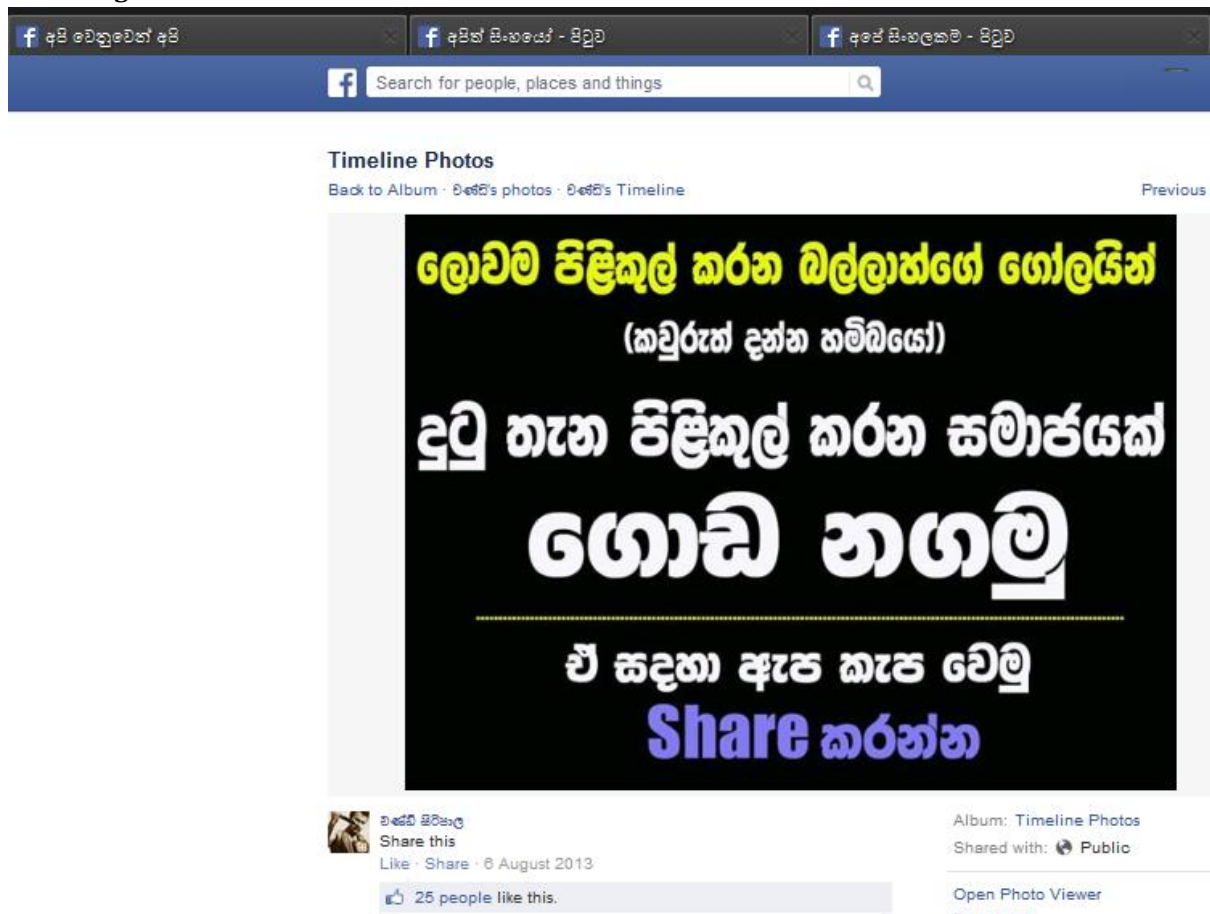 අපි වෙනුවෙන් අපි
අපිත් සිංහයෝ - පිටුව
අපේ සිංහලකම - පිටුව
Search for people, places and things
Timeline Photos
Back to Album · චණ්ඩි's photos · චණ්ඩි's Timeline
Previous
ලොවම පිළිකුල් කරන බල්ලාහ්ගේ ගෝලයින්
(කවුරුත් දන්න හම්බයෝ)
දුටු තැන පිළිකුල් කරන සමාජයක්
ගොඩ නගමු
ඒ සදහා ඇප කැප වෙමු
Share කරන්න
චණ්ඩි සිරිපාල
Share this
Like · Share · 6 August 2013
25 people like this.
Album: Timeline Photos
Shared with: Public
Open Photo Viewer